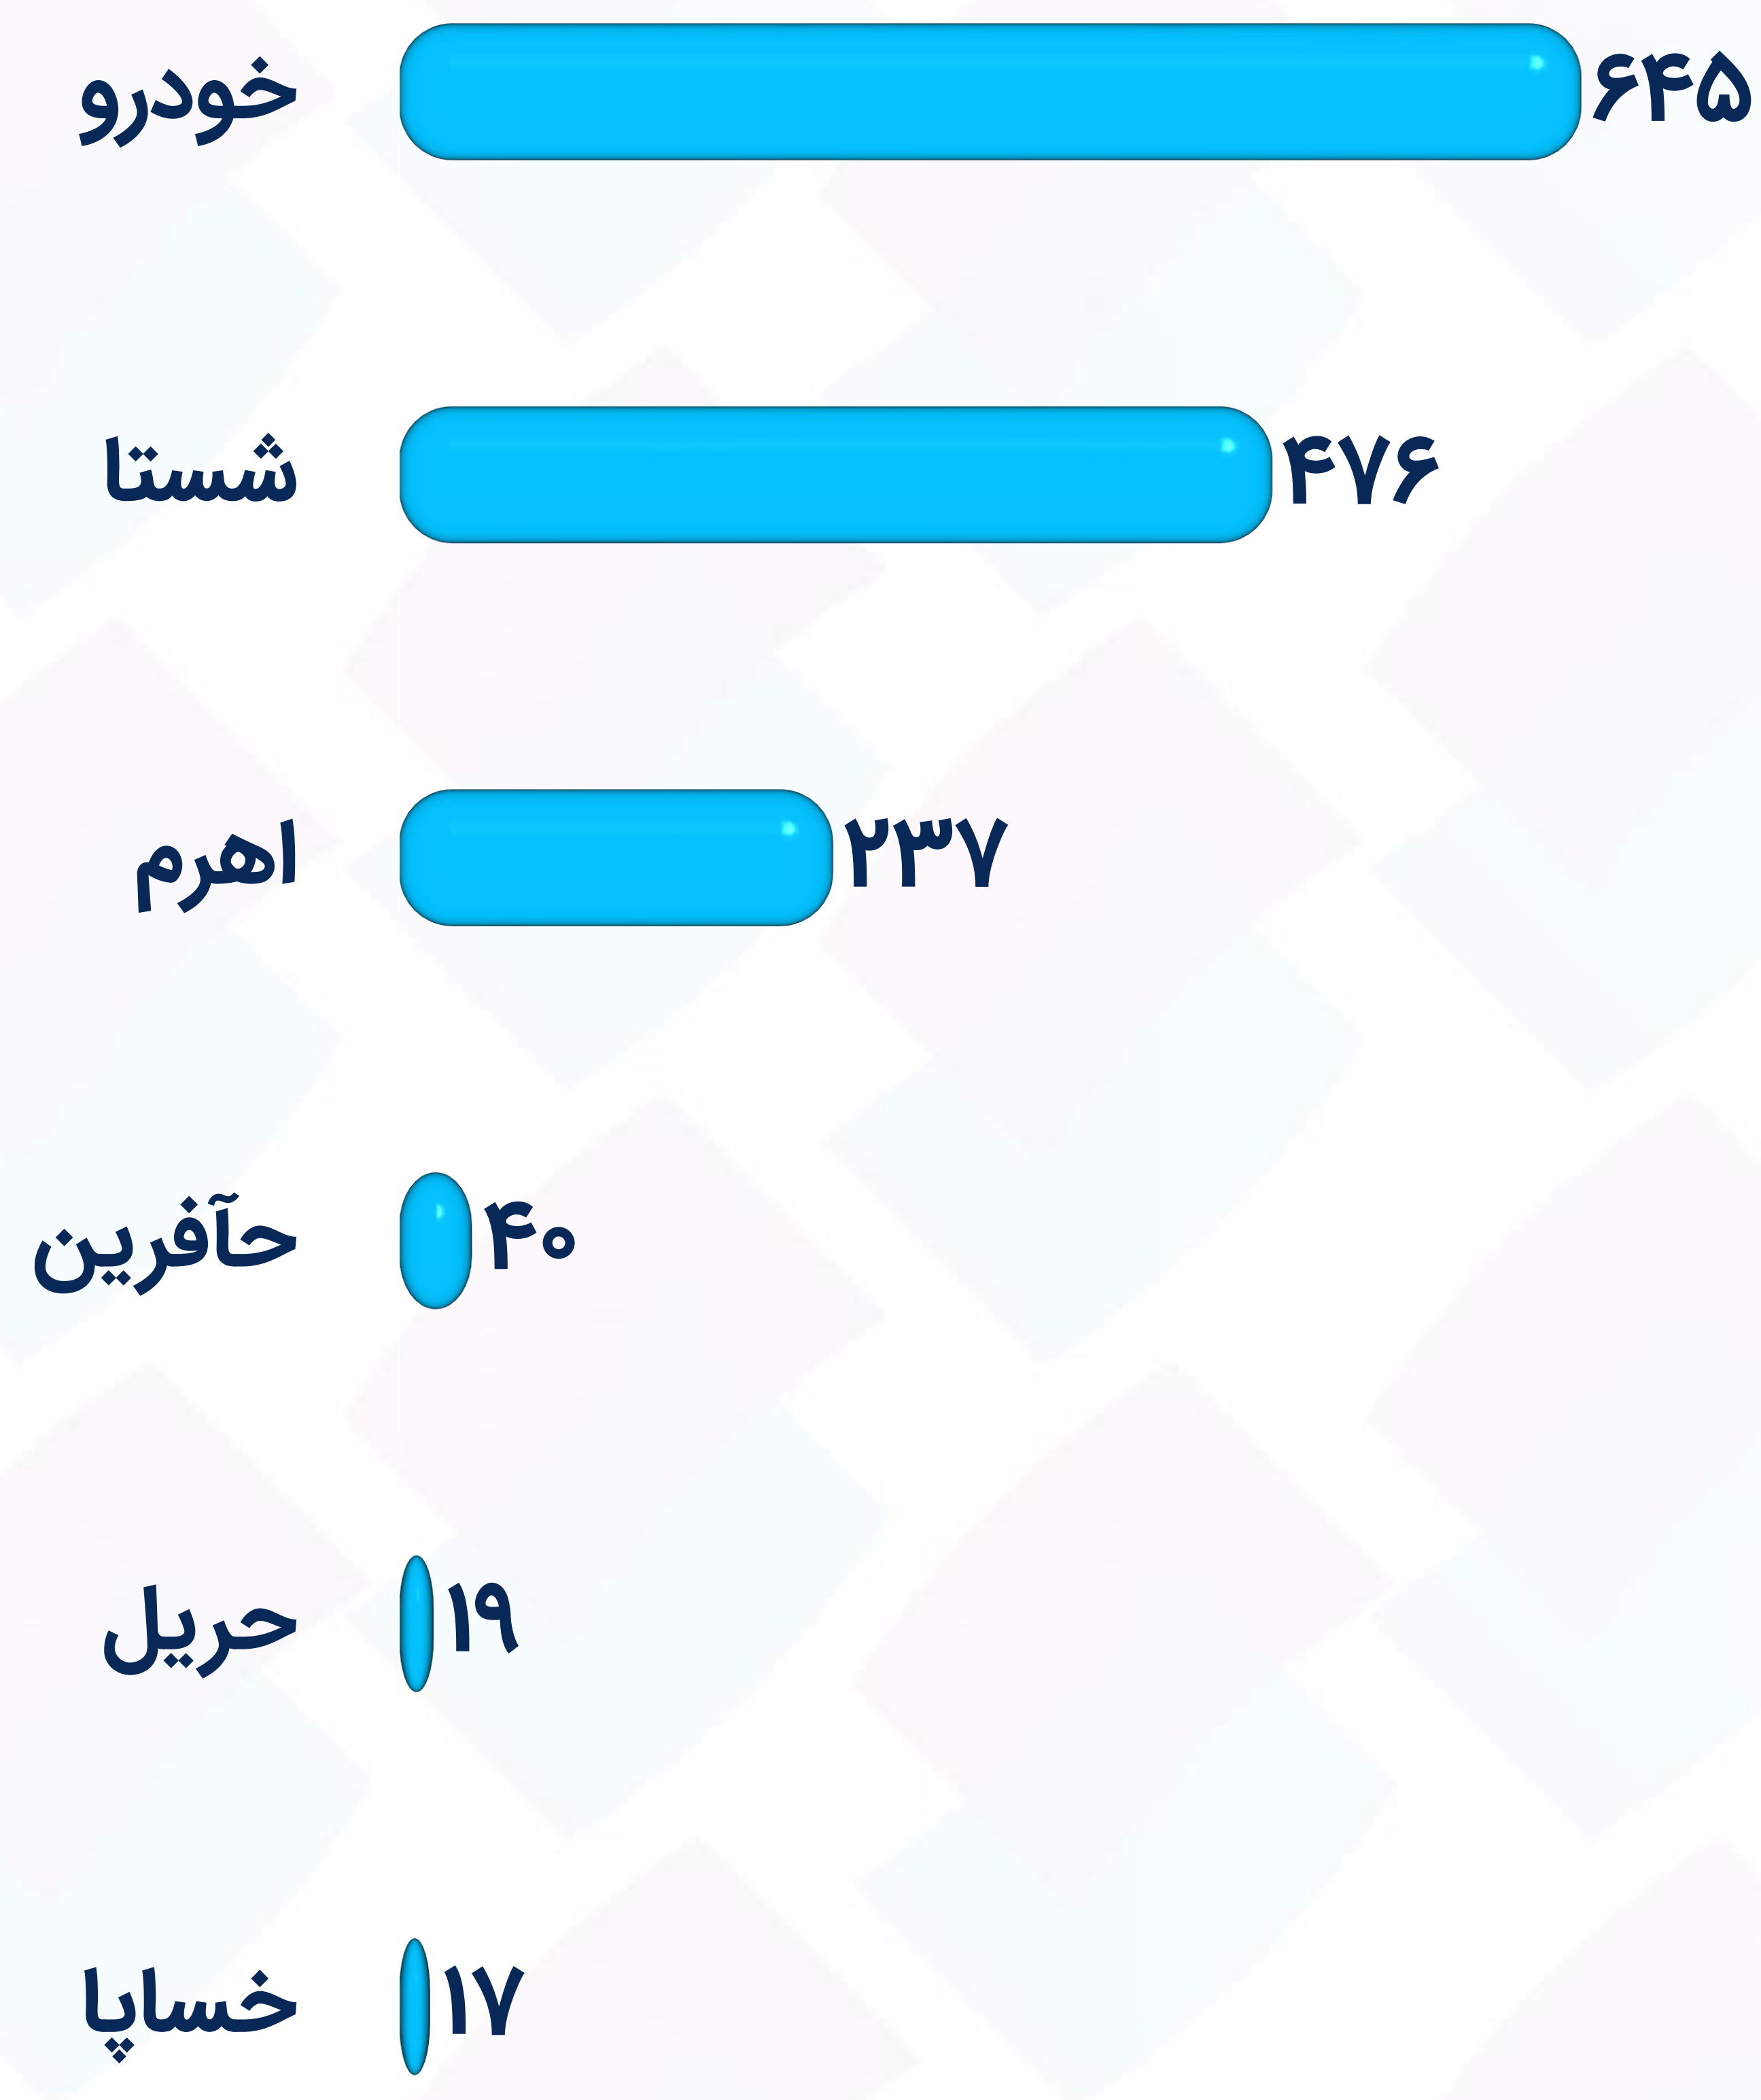 خودرو ۶۴۵
شستا ۴۷۶
اهرم ۲۳۷
حآفرین ۴۰
حریل ۱۹
خساپا ۱۷